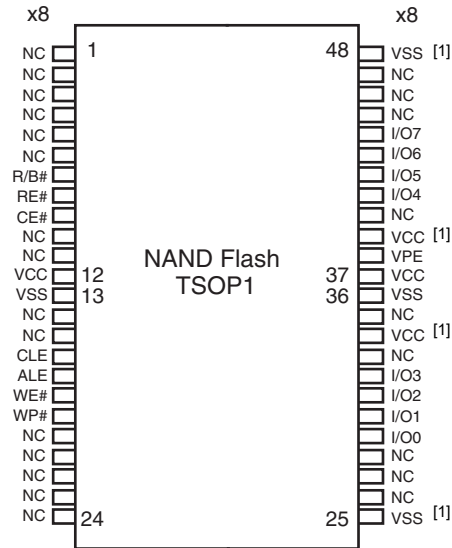 x8 x8
NC 1 48 VSS [1]
NC NC
NC NC
NC NC
NC I/O7
NC I/O6
R/B# I/O5
RE# I/O4
CE# NC
NC VCC [1]
NC VPE
VCC 12 37 VCC
VSS 13 36 VSS
NAND Flash
TSOP1
NC NC
NC VCC [1]
CLE NC
ALE I/O3
WE# I/O2
WP# I/O1
NC I/O0
NC NC
NC NC
NC NC
NC 24 25 VSS [1]